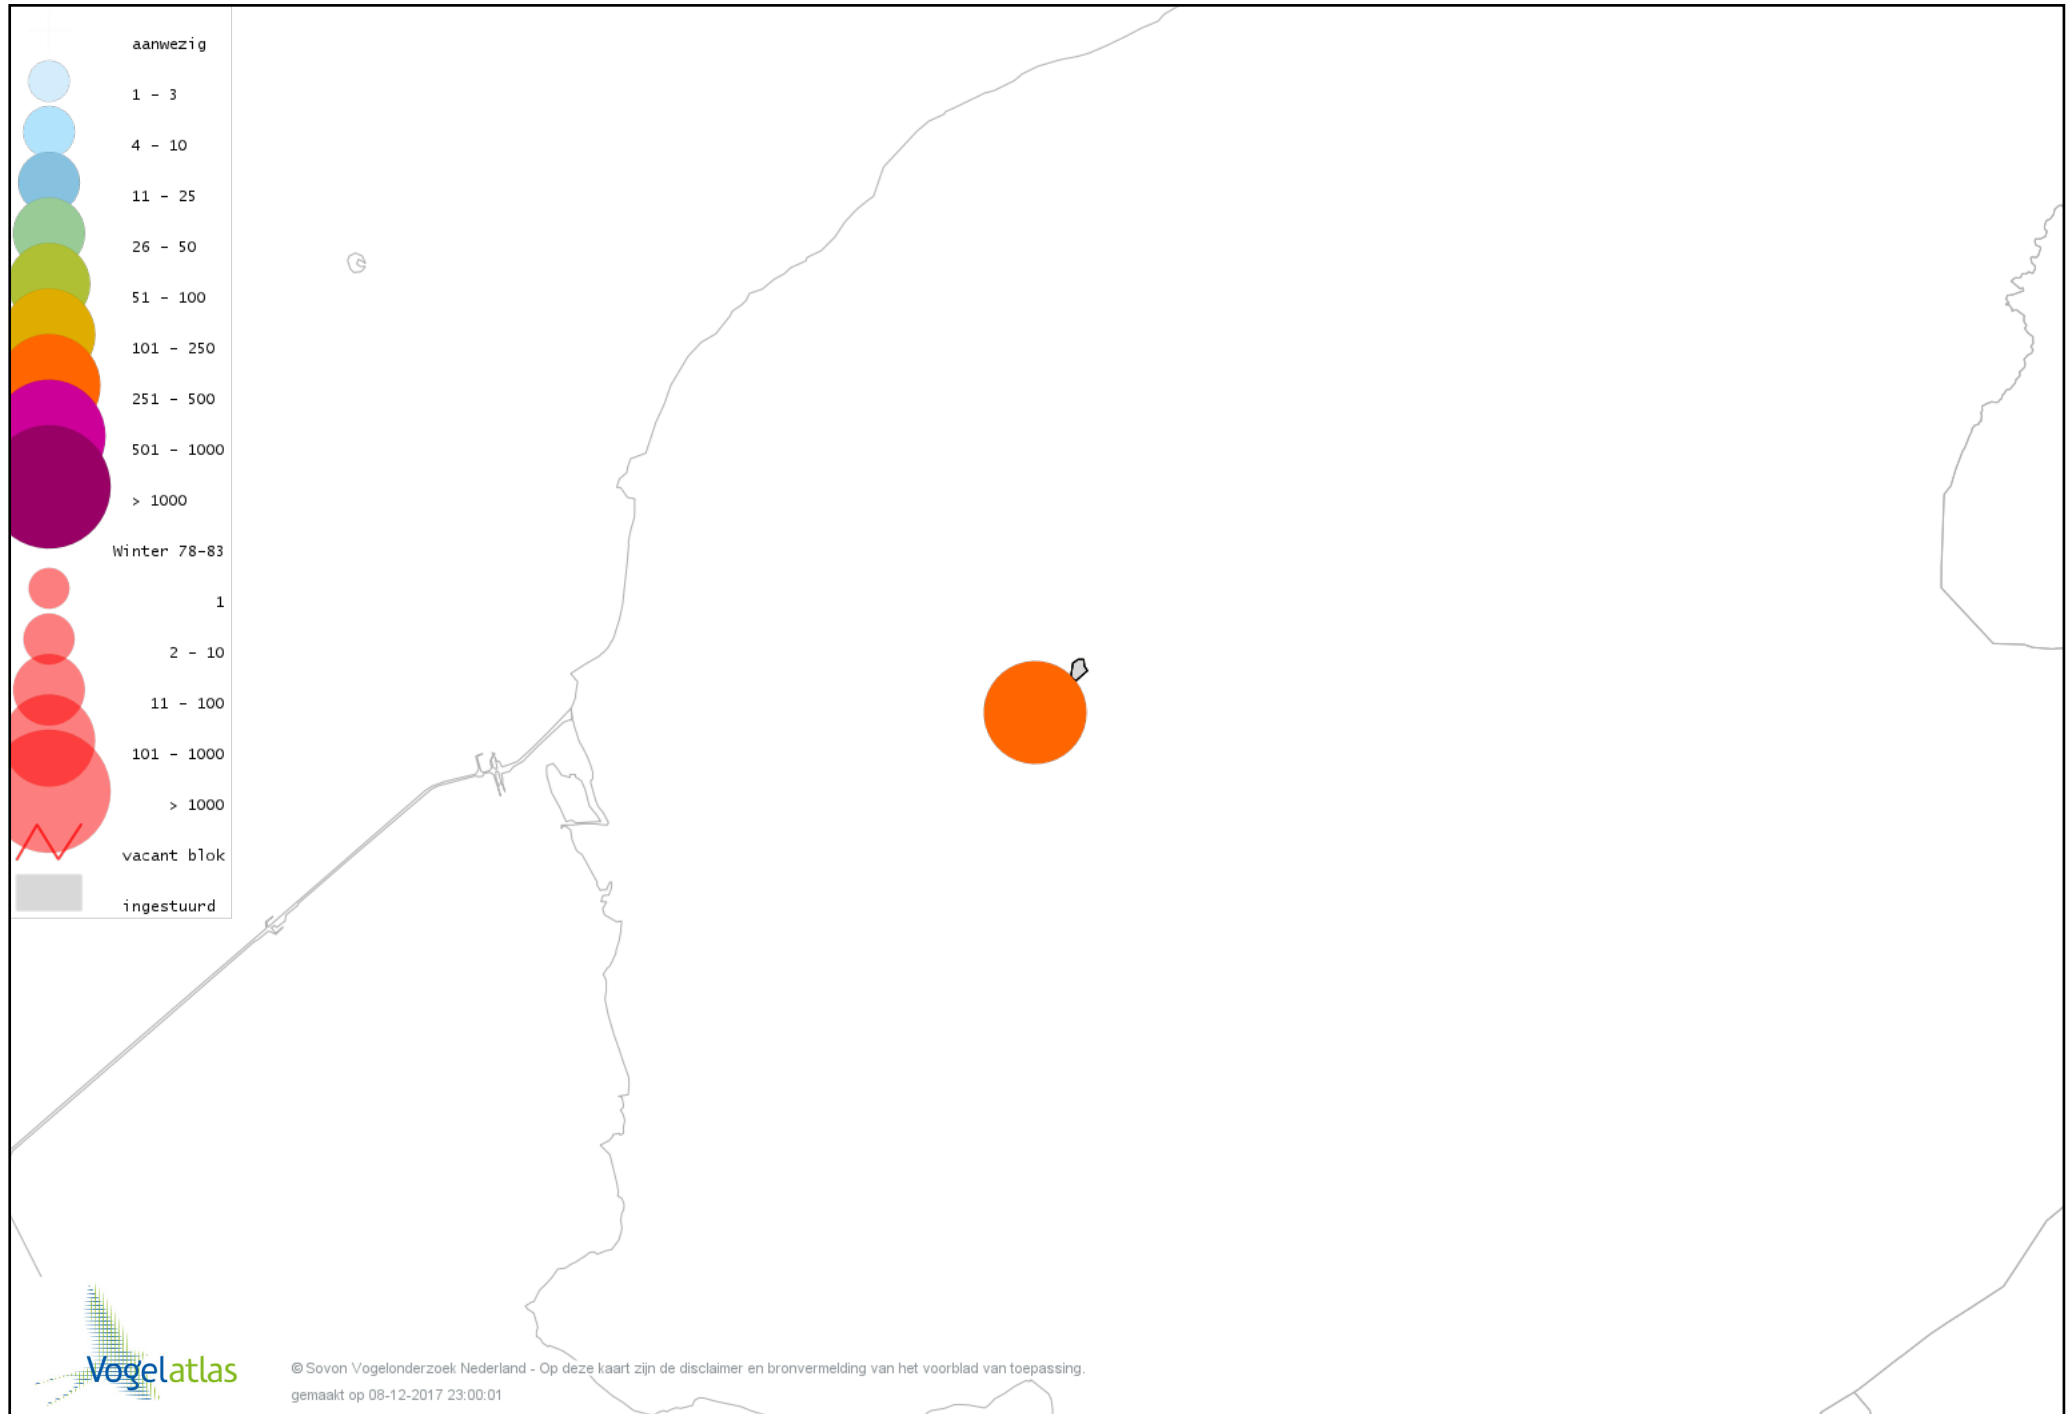 aanwezig
1 - 3
4 - 10
11 - 25
26 - 50
51 - 100
101 - 250
251 - 500
501 - 1000
> 1000
Winter 78-83
1
2 - 10
11 - 100
101 - 1000
> 1000
vacant blok
ingestuurd
Vogelatlas
© Sovon Vogelonderzoek Nederland - Op deze kaart zijn de disclaimer en bronvermelding van het voorblad van toepassing.
gemaakt op 08-12-2017 23:00:01